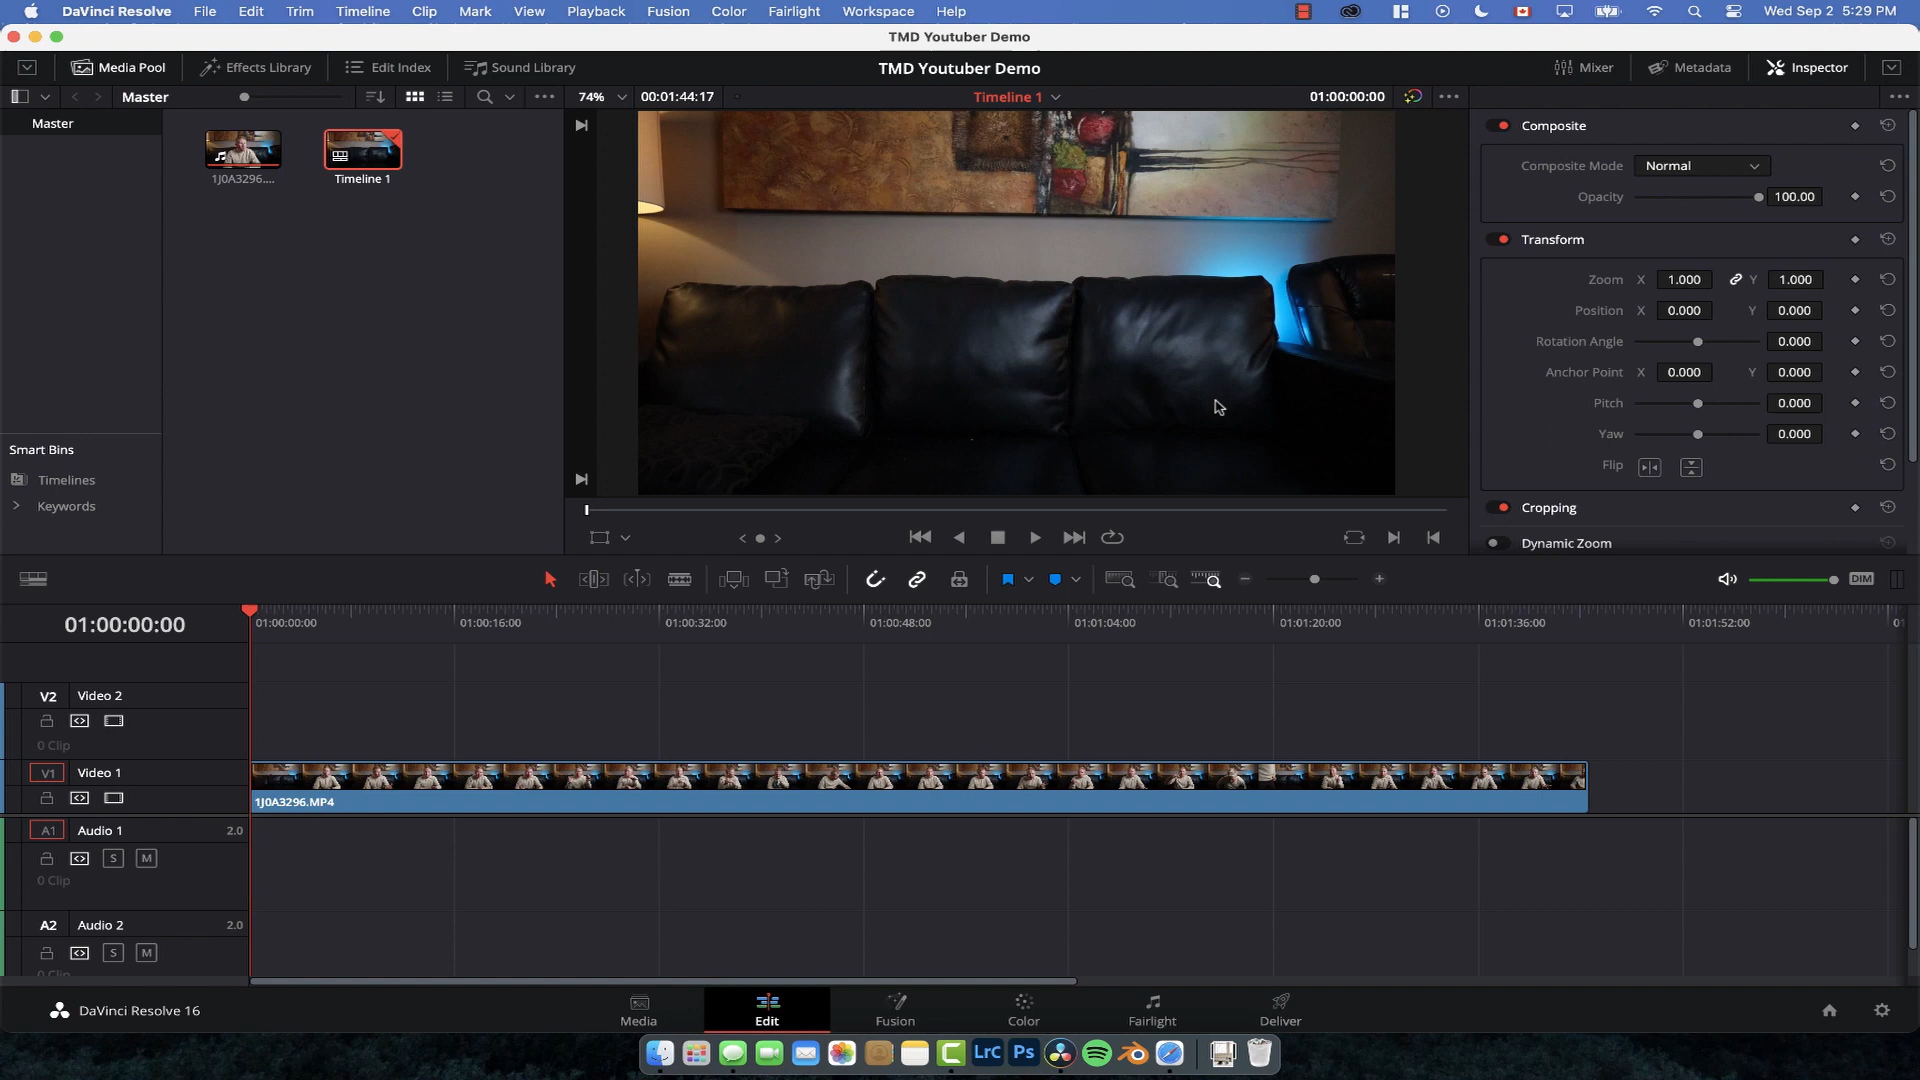 DaVinci Resolve File Edit Trim Timeline Clip Mark View Playback Fusion Color Fairlight Workspace Help Wed Sep 2 5:29 PM
TMD Youtuber Demo
Media Pool Effects Library Edit Index Sound Library TMD Youtuber Demo Mixer Metadata Inspector
Master 74% 00:01:44:17 Timeline 1 01:00:00:00
Master
1J0A3296....
Timeline 1
Smart Bins
Timelines
Keywords
Composite
Composite Mode Normal
Opacity 100.00
Transform
Zoom X 1.000 Y 1.000
Position X 0.000 Y 0.000
Rotation Angle 0.000
Anchor Point X 0.000 Y 0.000
Pitch 0.000
Yaw 0.000
Flip
Cropping
Dynamic Zoom
DIM
01:00:00:00
01:00:00:00 01:00:16:00 01:00:32:00 01:00:48:00 01:01:04:00 01:01:20:00 01:01:36:00 01:01:52:00
V2 Video 2
0 Clip
V1 Video 1
1J0A3296.MP4
A1 Audio 1 2.0
S M
0 Clip
A2 Audio 2 2.0
S M
0 Clip
DaVinci Resolve 16
Media Edit Fusion Color Fairlight Deliver
LrC Ps